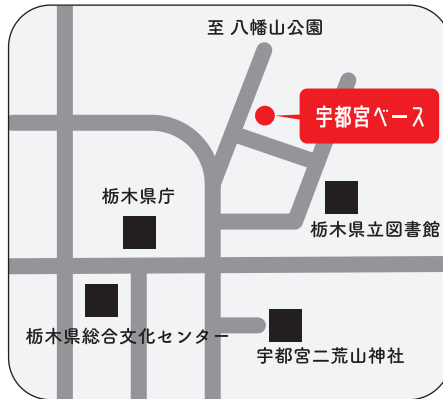 至 八幡山公園
宇都宮ベース
栃木県庁
栃木県立図書館
栃木県総合文化センター
宇都宮二荒山神社